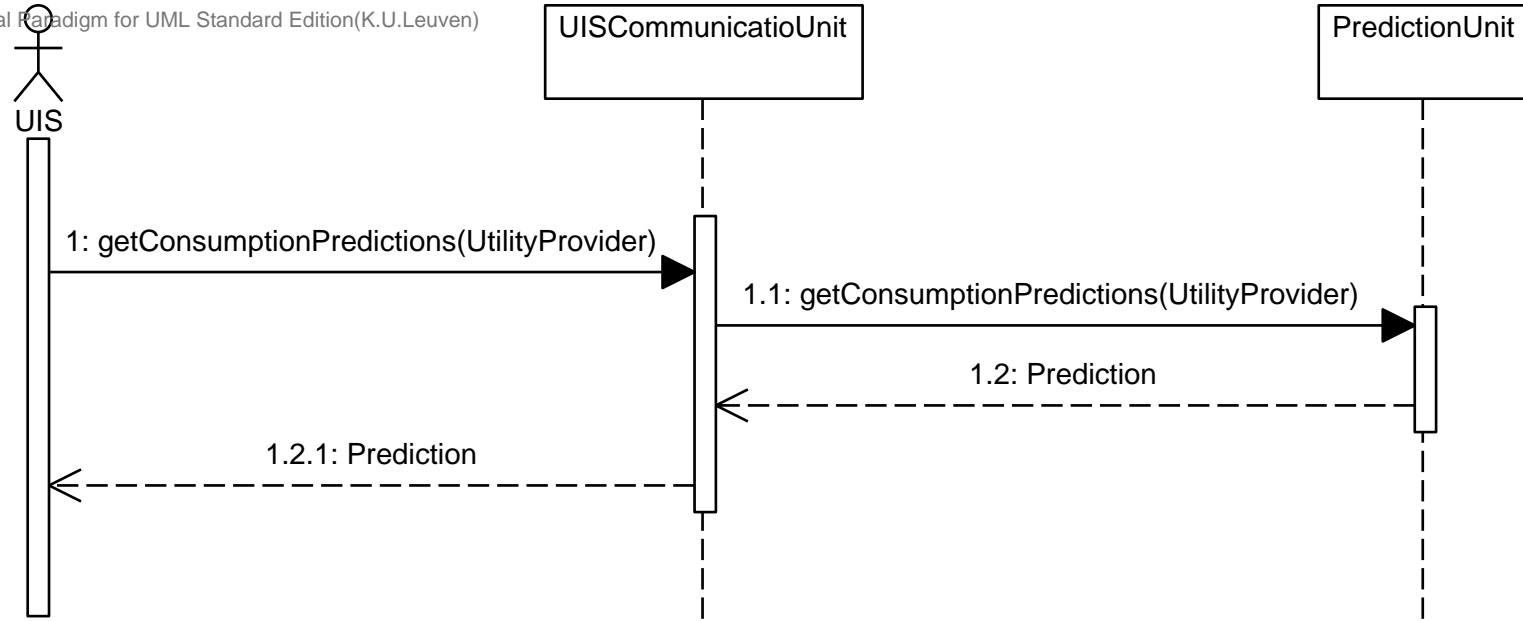 al Paradigm for UML Standard Edition(K.U.Leuven)
UISCommunicatioUnit
PredictionUnit
UIS
1: getConsumptionPredictions(UtilityProvider)
1.1: getConsumptionPredictions(UtilityProvider)
1.2: Prediction
1.2.1: Prediction